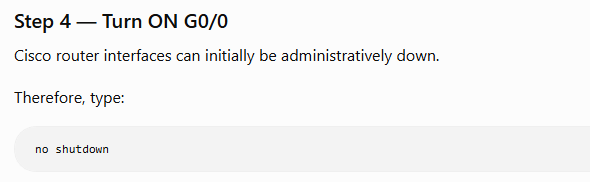 Step 4 — Turn ON G0/0
Cisco router interfaces can initially be administratively down.
Therefore, type:
no shutdown